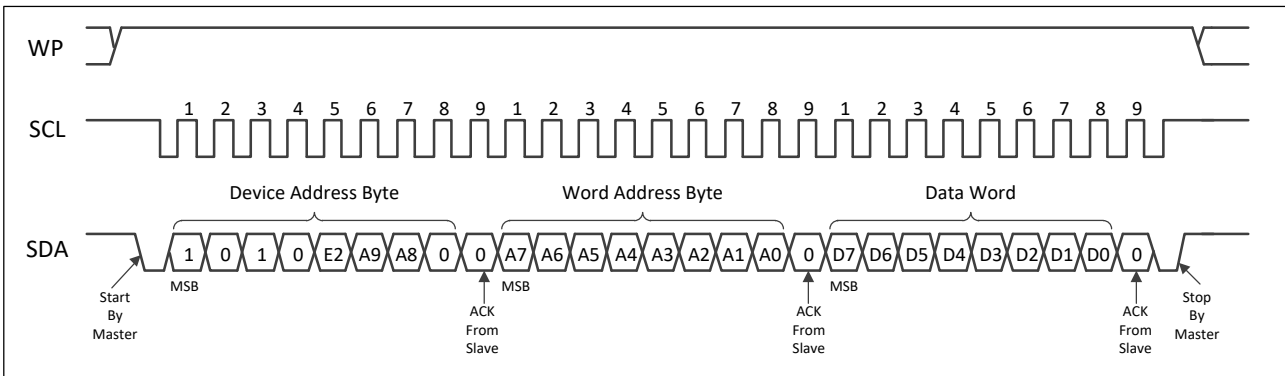 WP
1 2 3 4 5 6 7 8 9 1 2 3 4 5 6 7 8 9 1 2 3 4 5 6 7 8 9
SCL
Device Address Byte Word Address Byte Data Word
SDA 1 0 1 0 E2 A9 A8 0 0 A7 A6 A5 A4 A3 A2 A1 A0 0 D7 D6 D5 D4 D3 D2 D1 D0 0
MSB MSB MSB
Start
By
Master
ACK
From
Slave
ACK
From
Slave
ACK
From
Slave
Stop
By
Master